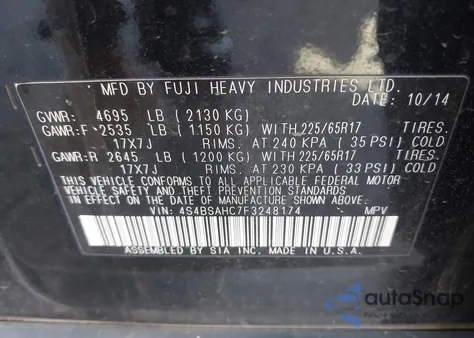 MFD BY FUJI HEAVY INDUSTRIES LTD.
DATE: 10/14
GVWR: 4695 LB ( 2130 KG)
GAWR:F 2535 LB ( 1150 KG) WITH 225/65R17 TIRES.
17X7J RIMS. AT 240 KPA ( 35 PSI) COLD
GAWR:R 2645 LB ( 1200 KG) WITH 225/65R17 TIRES.
17X7J RIMS. AT 230 KPA ( 33 PSI) COLD
THIS VEHICLE CONFORMS TO ALL APPLICABLE FEDERAL MOTOR
VEHICLE SAFETY AND THEFT PREVENTION STANDARDS
IN EFFECT ON THE DATE OF MANUFACTURE SHOWN ABOVE.
VIN: 4S4BSAHC7F3248174 MPV
ASSEMBLED BY SIA INC. MADE IN U.S.A.
autoSnap